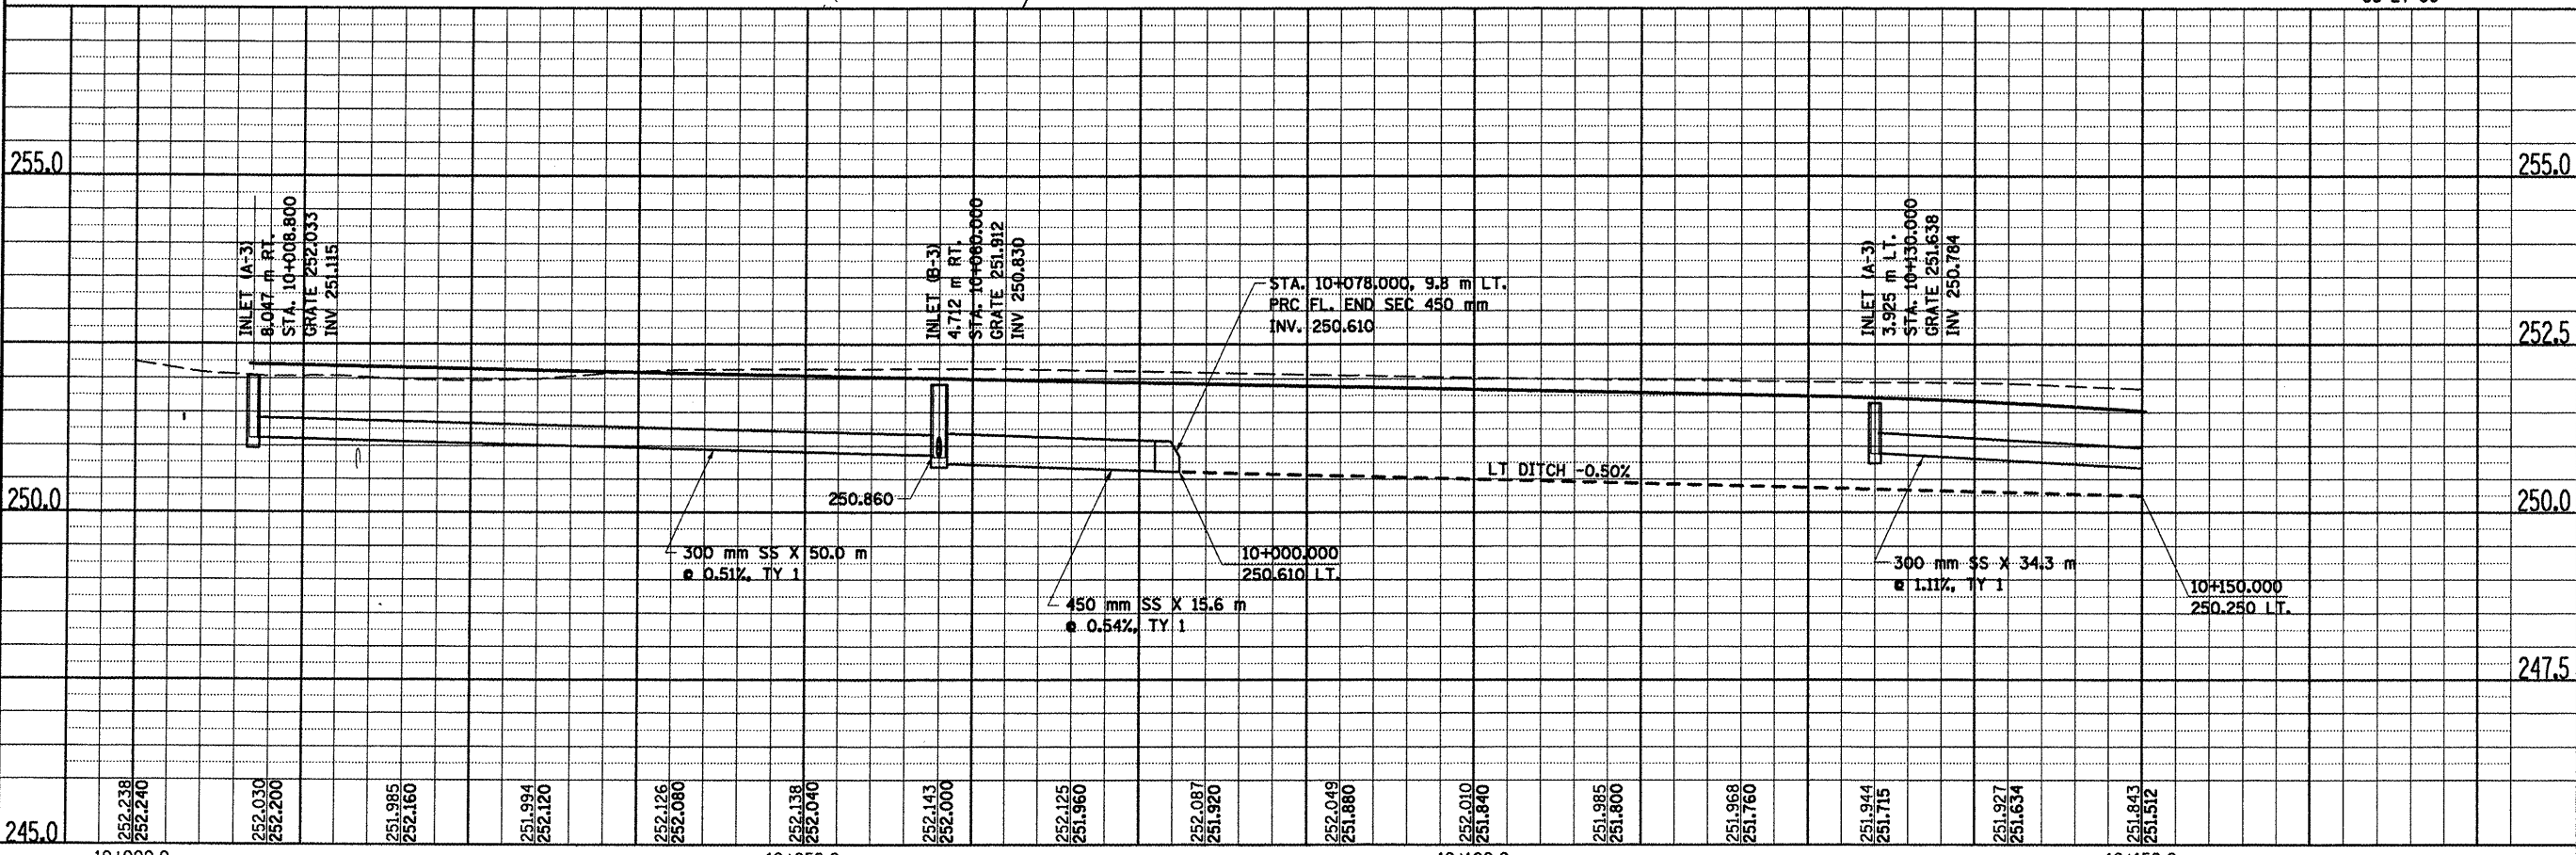 255.0
255.0
INLET (A-3)
8.047 m RT.
STA. 10+008.800
GRATE 252.033
INV 251.115
INLET (B-3)
4.712 m RT.
STA. 10+060.000
GRATE 251.912
INV 250.830
STA. 10+078.000, 9.8 m LT.
PRC FL. END SEC 450 mm
INV. 250.610
INLET (A-3)
3.925 m LT.
STA. 10+130.000
GRATE 251.638
INV 250.784
252.5
LT DITCH -0.50%
250.0
250.0
250.860
300 mm SS X 50.0 m
@ 0.51%, TY 1
10+000.000
250.610 LT.
450 mm SS X 15.6 m
@ 0.54%, TY 1
300 mm SS X 34.3 m
@ 1.11%, TY 1
10+150.000
250.250 LT.
247.5
245.0
252.238
252.240
252.030
252.200
251.985
252.160
251.994
252.120
252.126
252.080
252.138
252.040
252.143
252.000
252.125
251.960
252.087
251.920
252.049
251.880
252.010
251.840
251.985
251.800
251.968
251.760
251.944
251.715
251.927
251.634
251.843
251.512